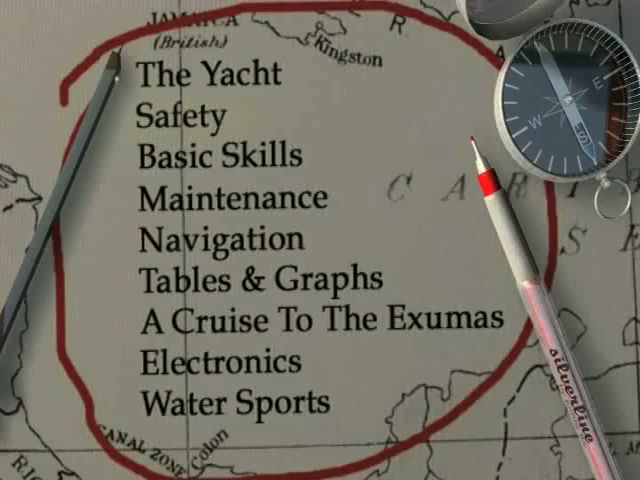 JAMAICA
(British)
Kingston
The Yacht
Safety
Basic Skills
Maintenance
Navigation
Tables & Graphs
A Cruise To The Exumas
Electronics
Water Sports
C A R I
S E
W
E
R
CANAL ZONE
Colon
silverline